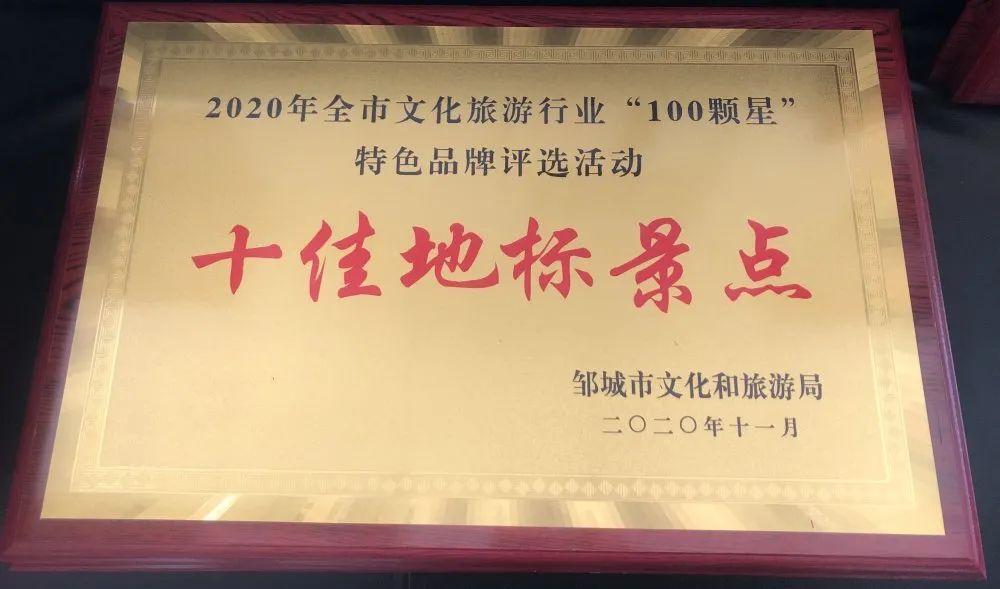 2020年全市文化旅游行业“100颗星”
特色品牌评选活动
十佳地标景点
邹城市文化和旅游局
二〇二〇年十一月